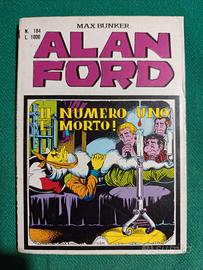 MAX BUNKER
N. 184
L. 1000
ALAN
FORD
IL NUMERO UNO
È MORTO!